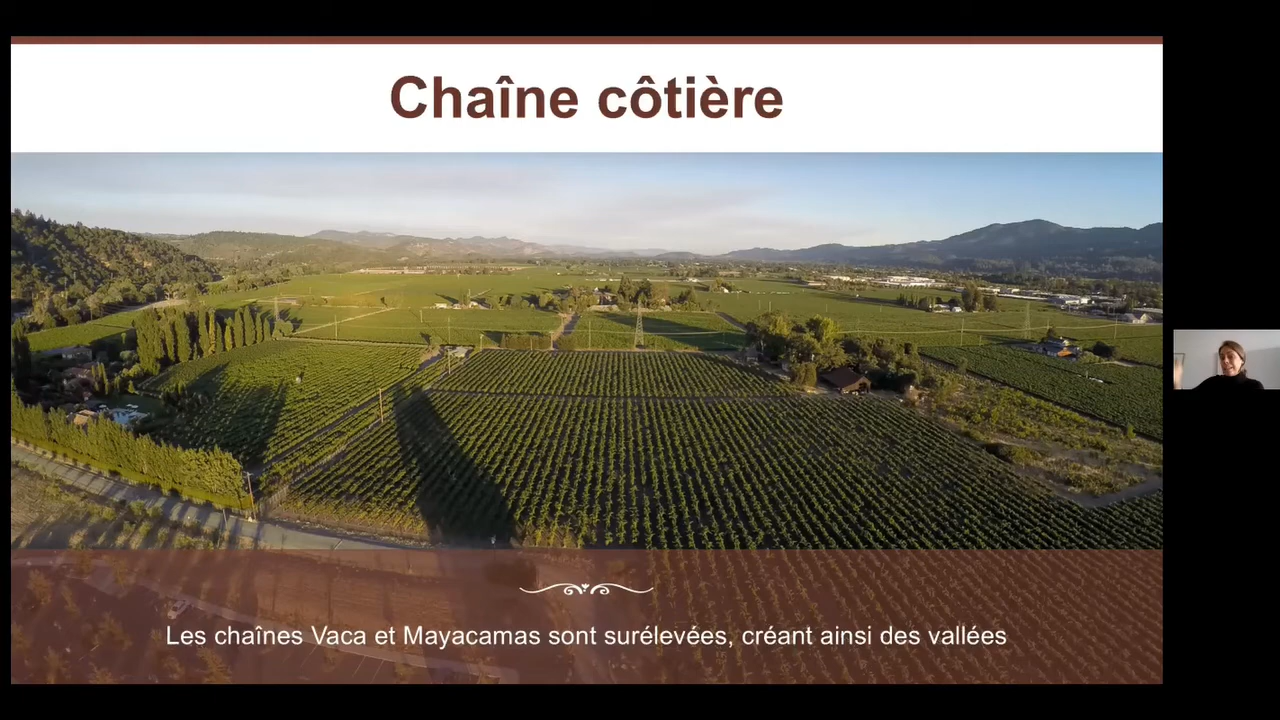 Chaîne côtière
Les chaînes Vaca et Mayacamas sont surélevées, créant ainsi des vallées